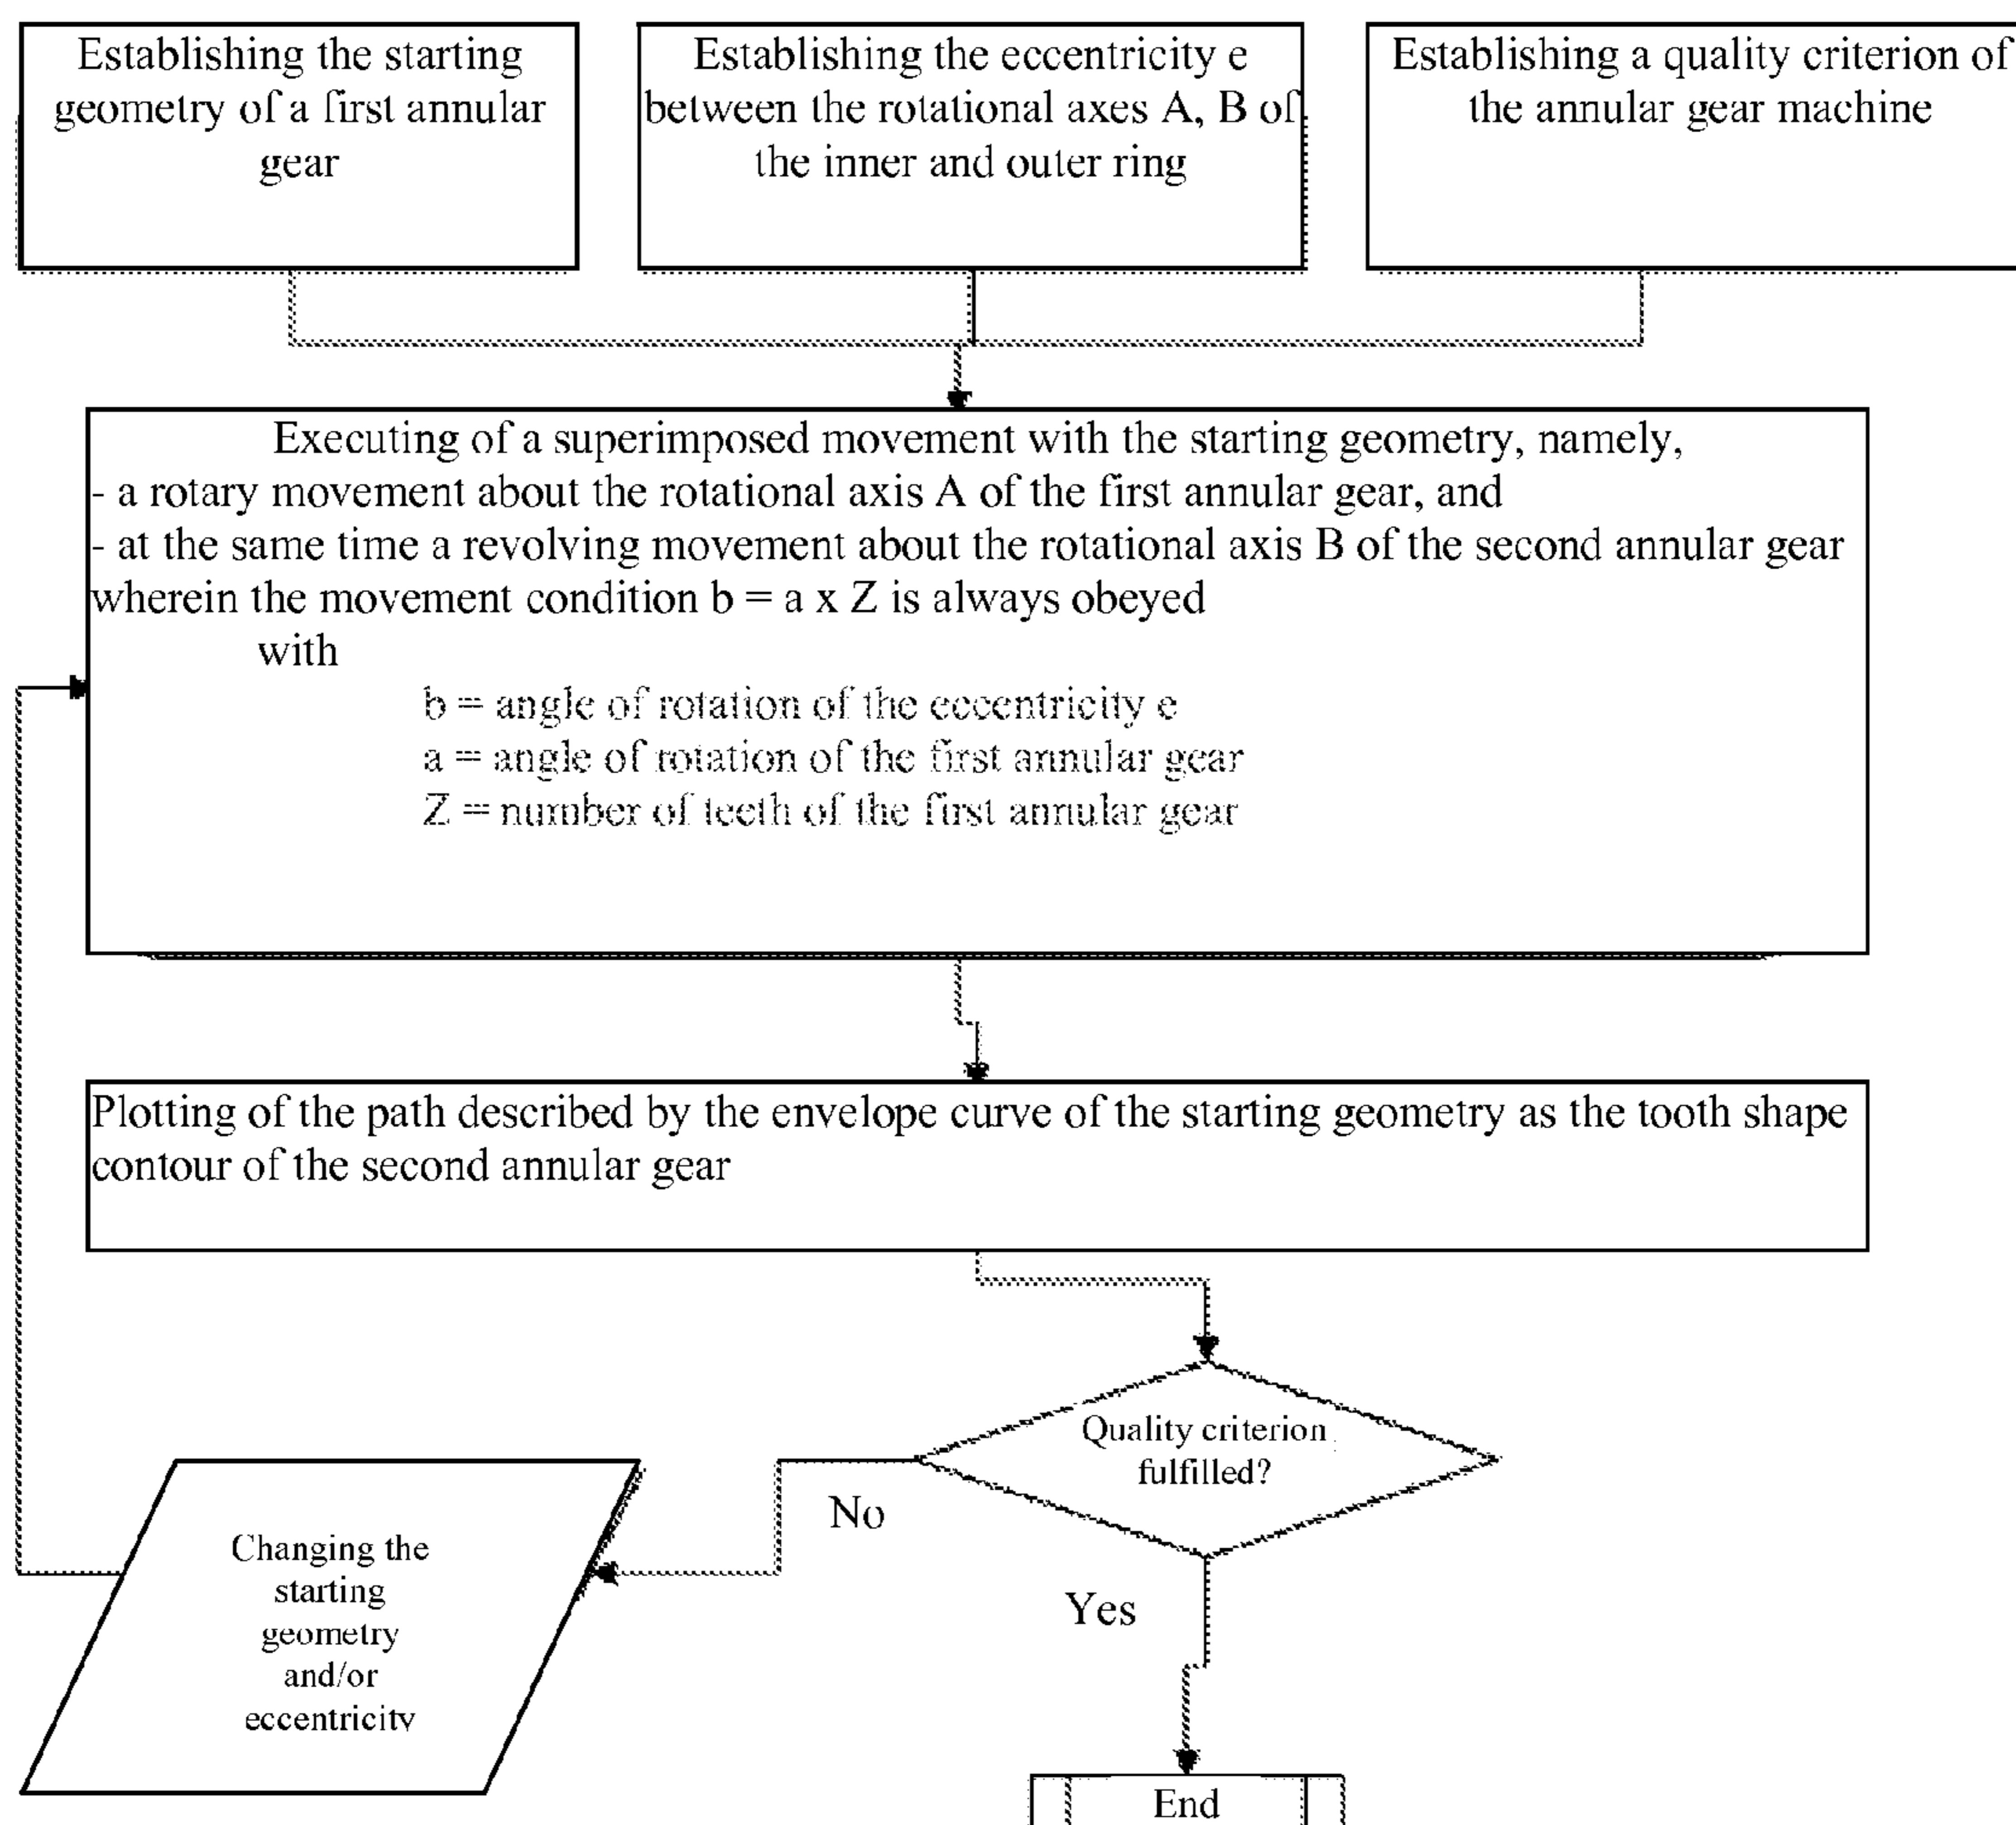 Establishing the starting
geometry of a first annular
gear
Establishing the eccentricity e
between the rotational axes A, B of
the inner and outer ring
Establishing a quality criterion of
the annular gear machine
Executing of a superimposed movement with the starting geometry, namely,
- a rotary movement about the rotational axis A of the first annular gear, and
- at the same time a revolving movement about the rotational axis B of the second annular gear
wherein the movement condition b = a x Z is always obeyed
with
b = angle of rotation of the eccentricity e
a = angle of rotation of the first annular gear
Z = number of teeth of the first annular gear
Plotting of the path described by the envelope curve of the starting geometry as the tooth shape
contour of the second annular gear
Quality criterion
fulfilled?
No
Yes
Changing the
starting
geometry
and/or
eccentricity
End